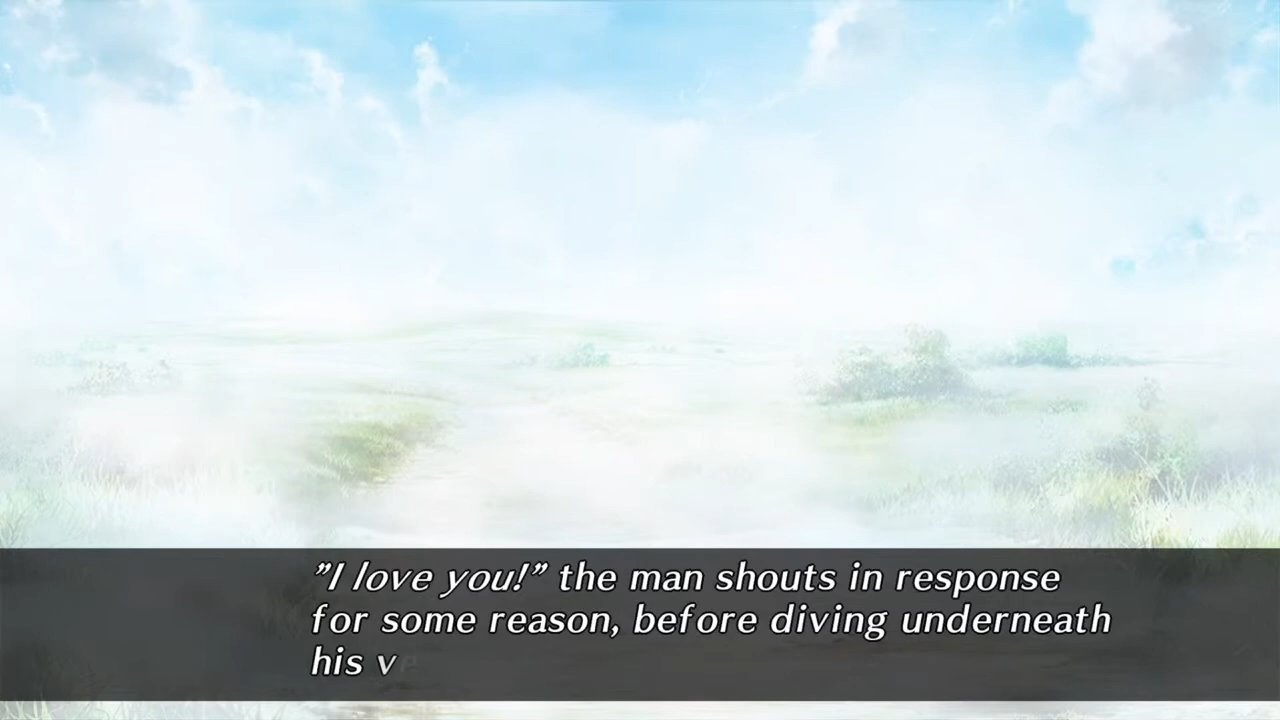 ”I love you!” the man shouts in response
for some reason, before diving underneath
his v